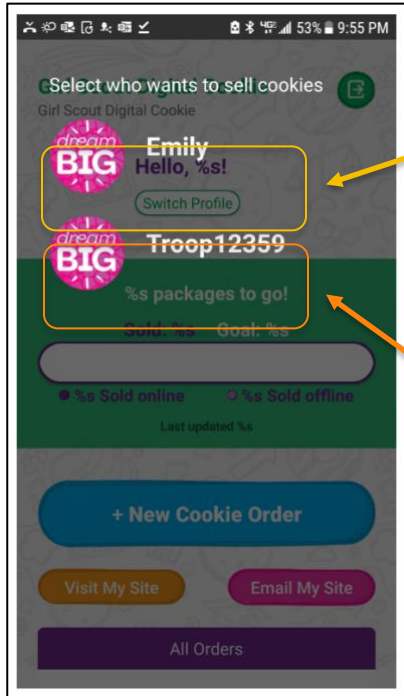 4G LTE 53% 9:55 PM
Select who wants to sell cookies
Girl Scout Digital Cookie
dream BIG
Emily
Hello, %s!
Switch Profile
dream BIG
Troop12359
%s packages to go!
Sold: %s Goal: %s
%s Sold online %s Sold offline
Last updated %s
+ New Cookie Order
Visit My Site Email My Site
All Orders